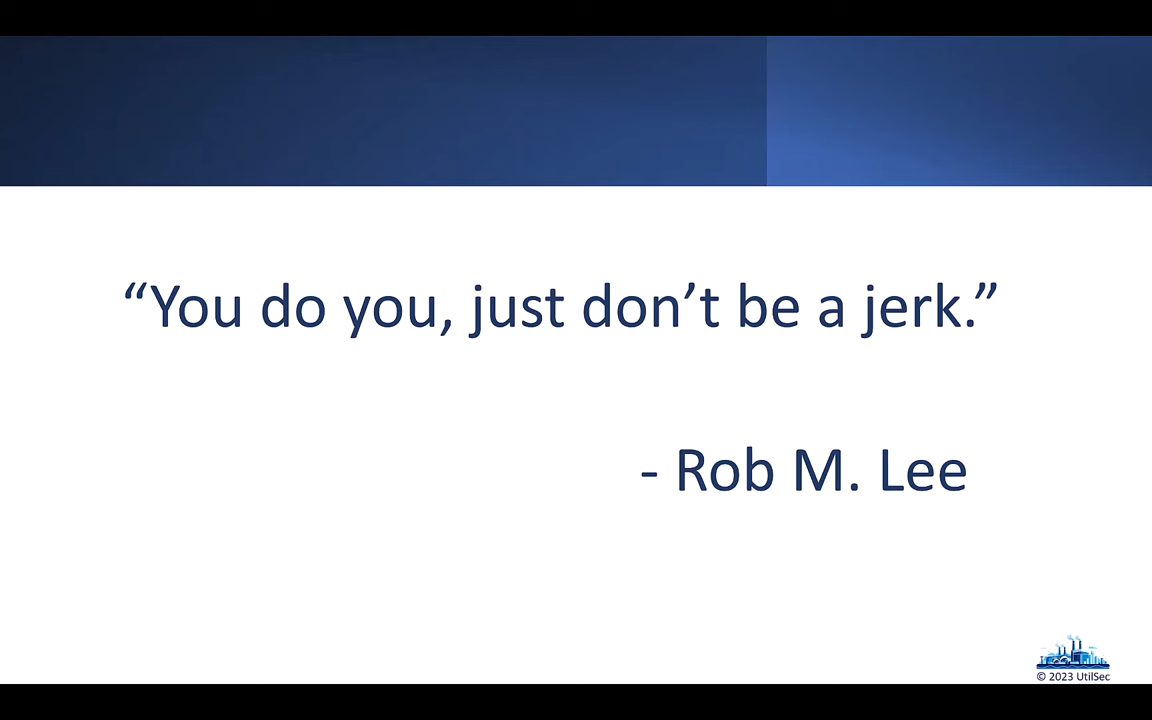 “You do you, just don’t be a jerk.”
- Rob M. Lee
© 2023 UtilSec